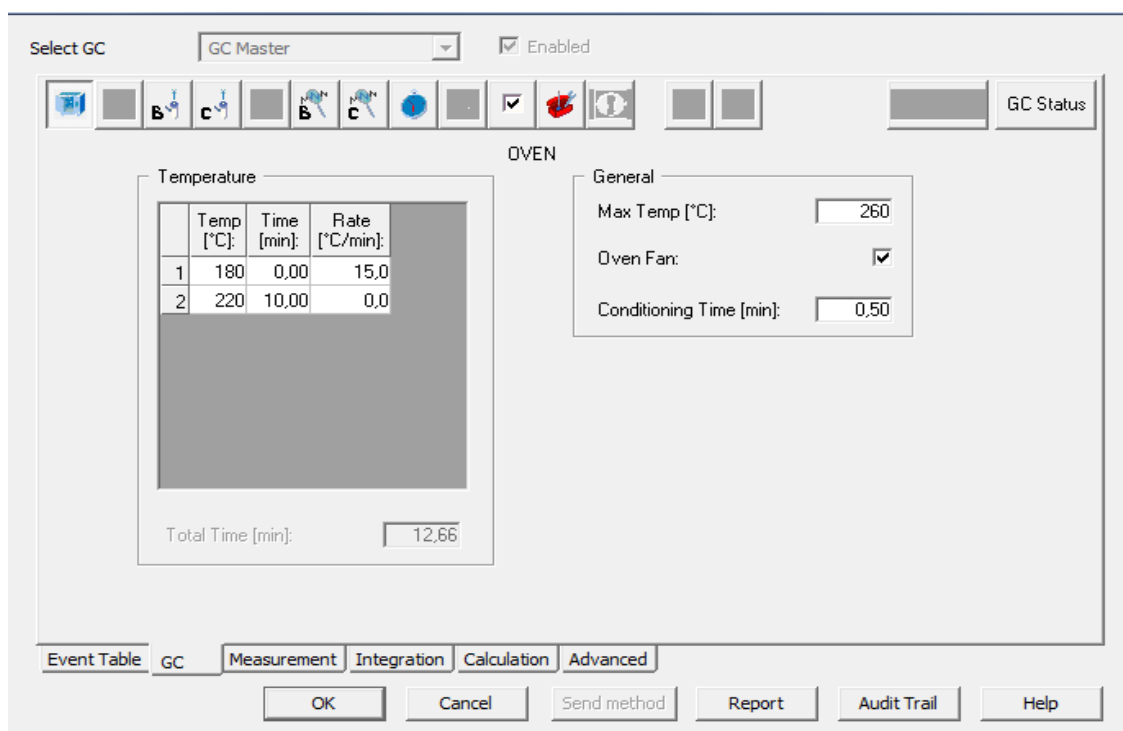 Select GC GC Master Enabled
B C B C GC Status
OVEN
Temperature
Temp [°C]: Time [min]: Rate [°C/min]:
1 180 0,00 15,0
2 220 10,00 0,0
Total Time [min]: 12,66
General
Max Temp [°C]: 260
Oven Fan:
Conditioning Time [min]: 0,50
Event Table GC Measurement Integration Calculation Advanced
OK Cancel Send method Report Audit Trail Help